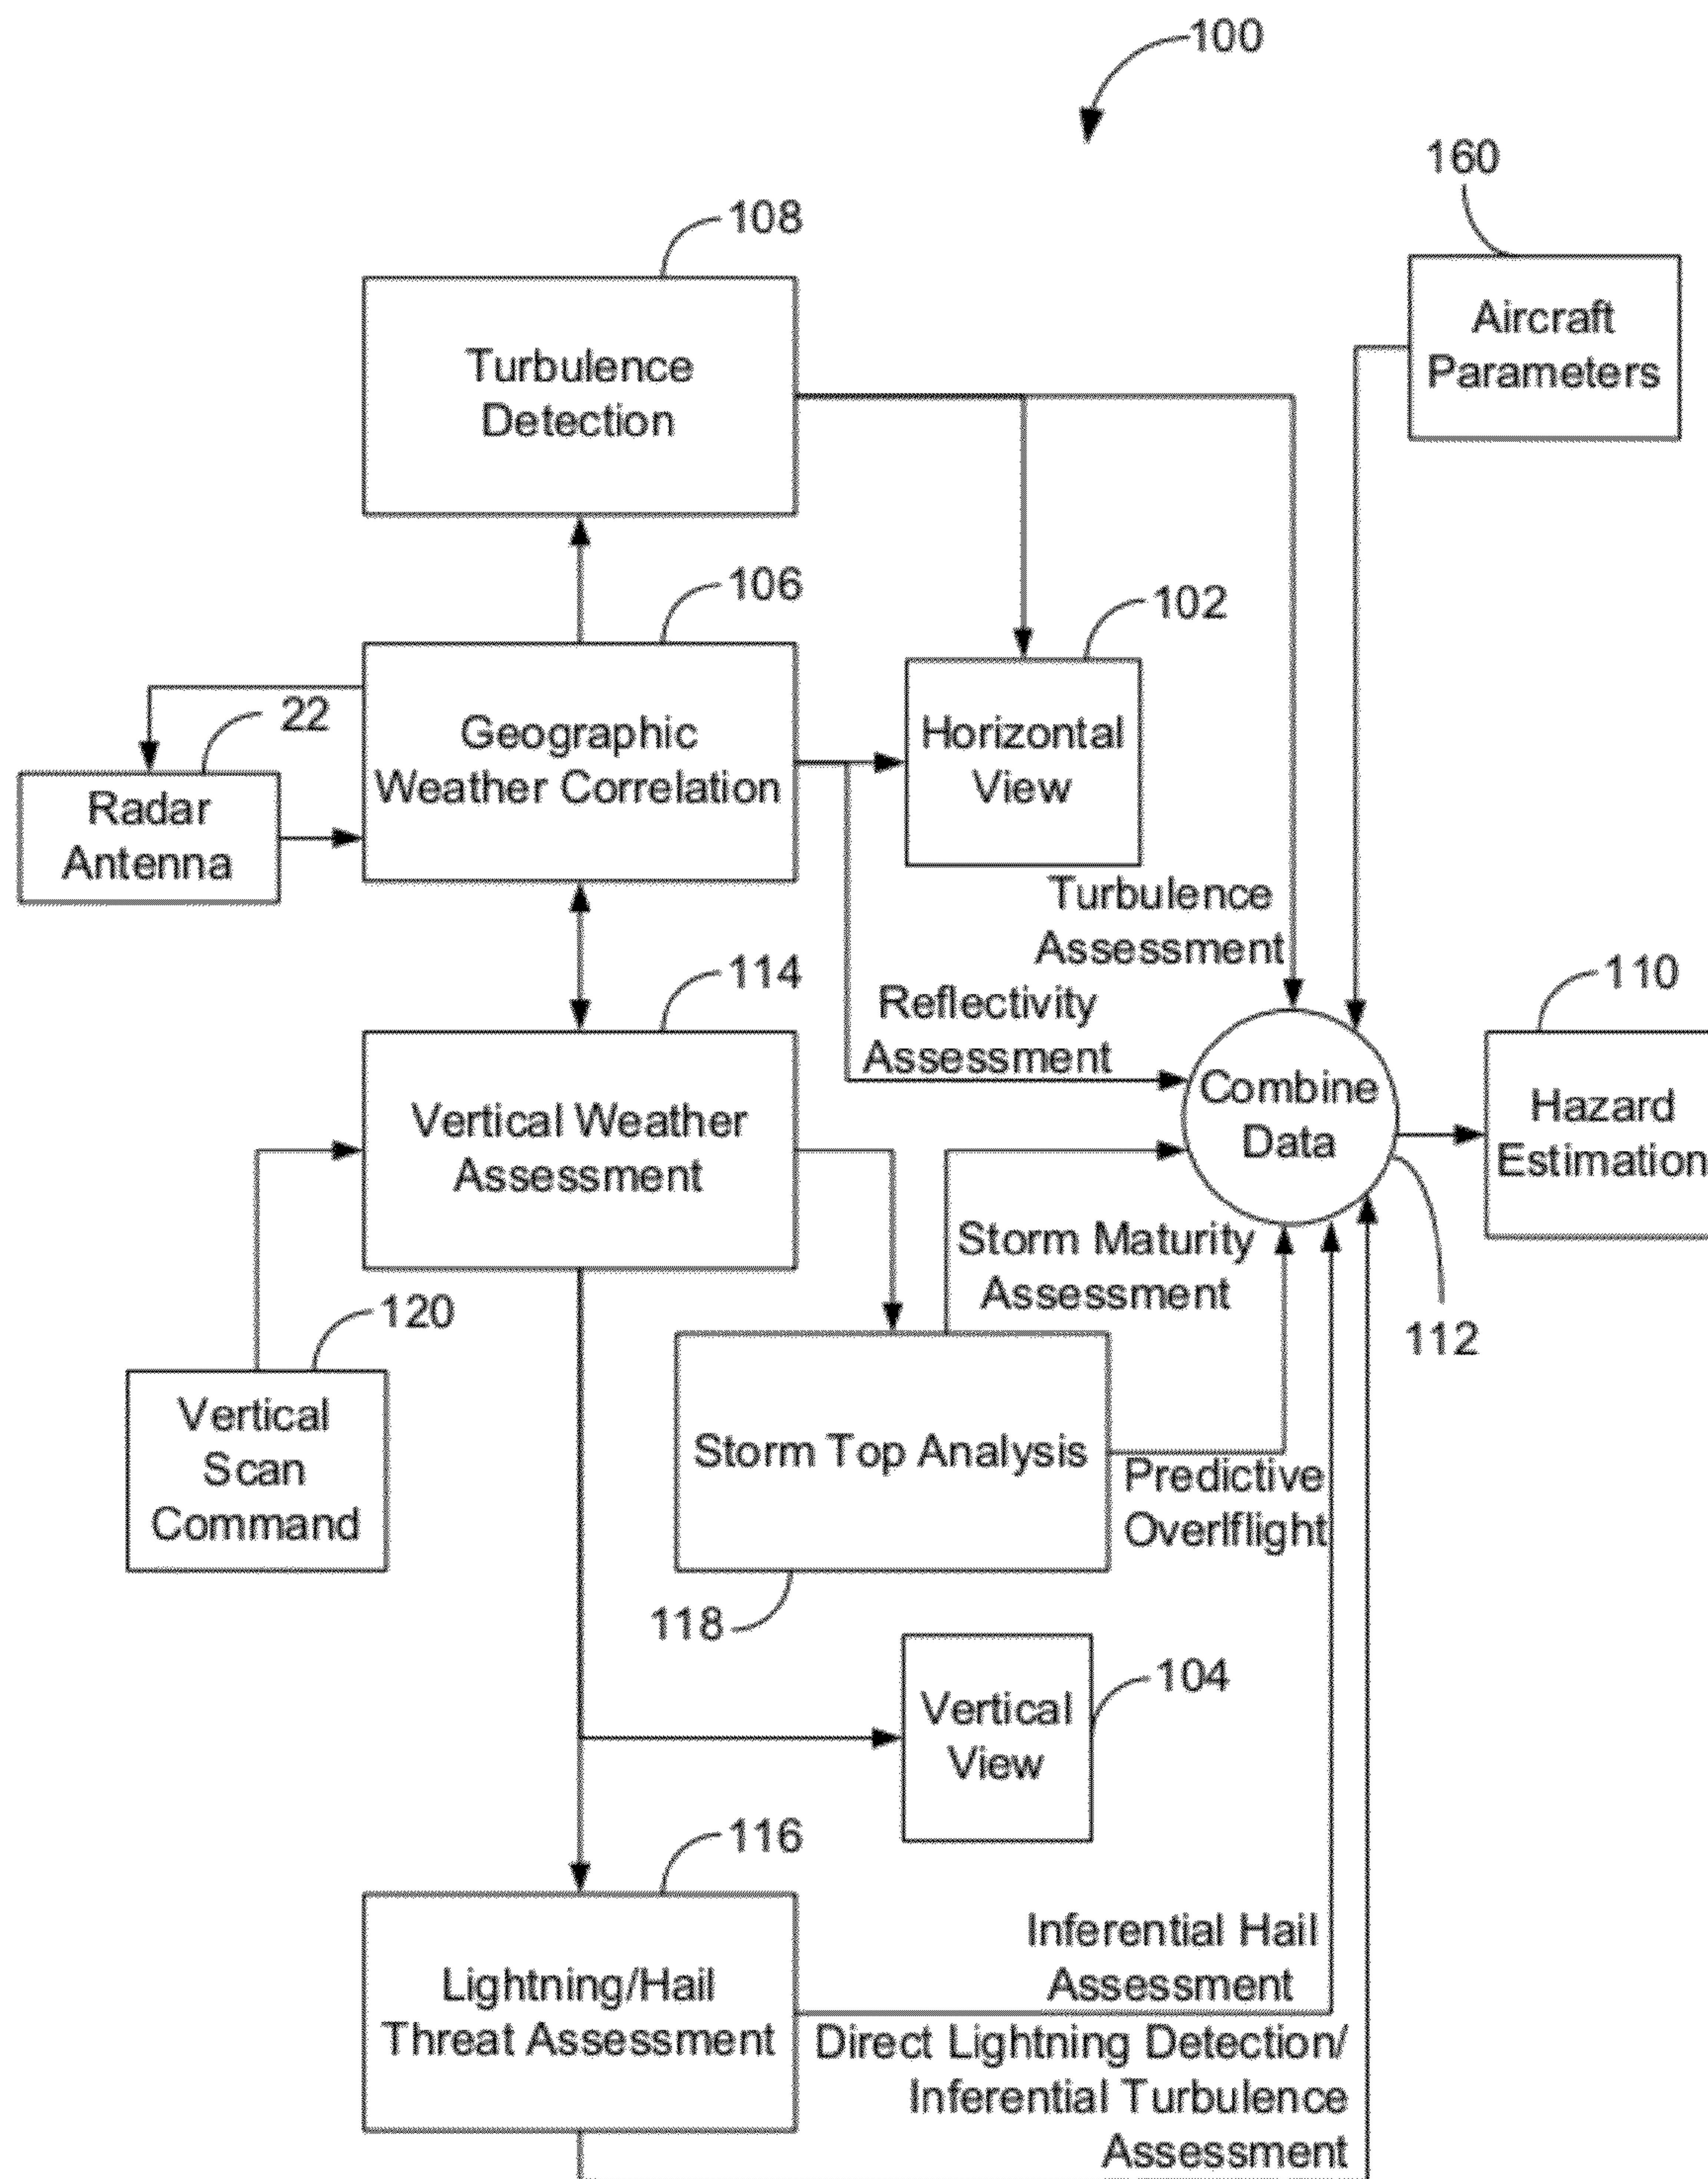 100
160
108
Aircraft
Parameters
Turbulence
Detection
106
102
22
Geographic
Weather Correlation
Horizontal
View
Radar
Antenna
Turbulence
Assessment
114
Reflectivity
Assessment
110
Combine
Data
Hazard
Estimation
Vertical Weather
Assessment
Storm Maturity
Assessment
120
112
Vertical
Scan
Command
Storm Top Analysis
Predictive
Overlflight
118
104
Vertical
View
116
Inferential Hail
Assessment
Lightning/Hail
Threat Assessment
Direct Lightning Detection/
Inferential Turbulence
Assessment